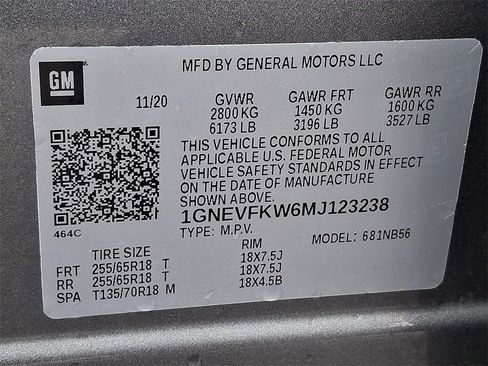 GM
MFD BY GENERAL MOTORS LLC
11/20 GVWR GAWR FRT GAWR RR
2800 KG 1450 KG 1600 KG
6173 LB 3196 LB 3527 LB
THIS VEHICLE CONFORMS TO ALL
APPLICABLE U.S. FEDERAL MOTOR
VEHICLE SAFETY STANDARDS IN EFFECT
ON THE DATE OF MANUFACTURE
SHOWN ABOVE.
1GNEVFKW6MJ123238
464C TYPE: M.P.V. MODEL: 681NB56
TIRE SIZE RIM
FRT 255/65R18 T 18X7.5J
RR 255/65R18 T 18X7.5J
SPA T135/70R18 M 18X4.5B